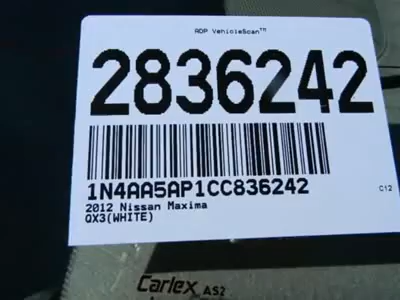 ADP VehicleScan™
2836242
1N4AA5AP1CC836242
C12
2012 Nissan Maxima
QX3(WHITE)
Carlex AS2